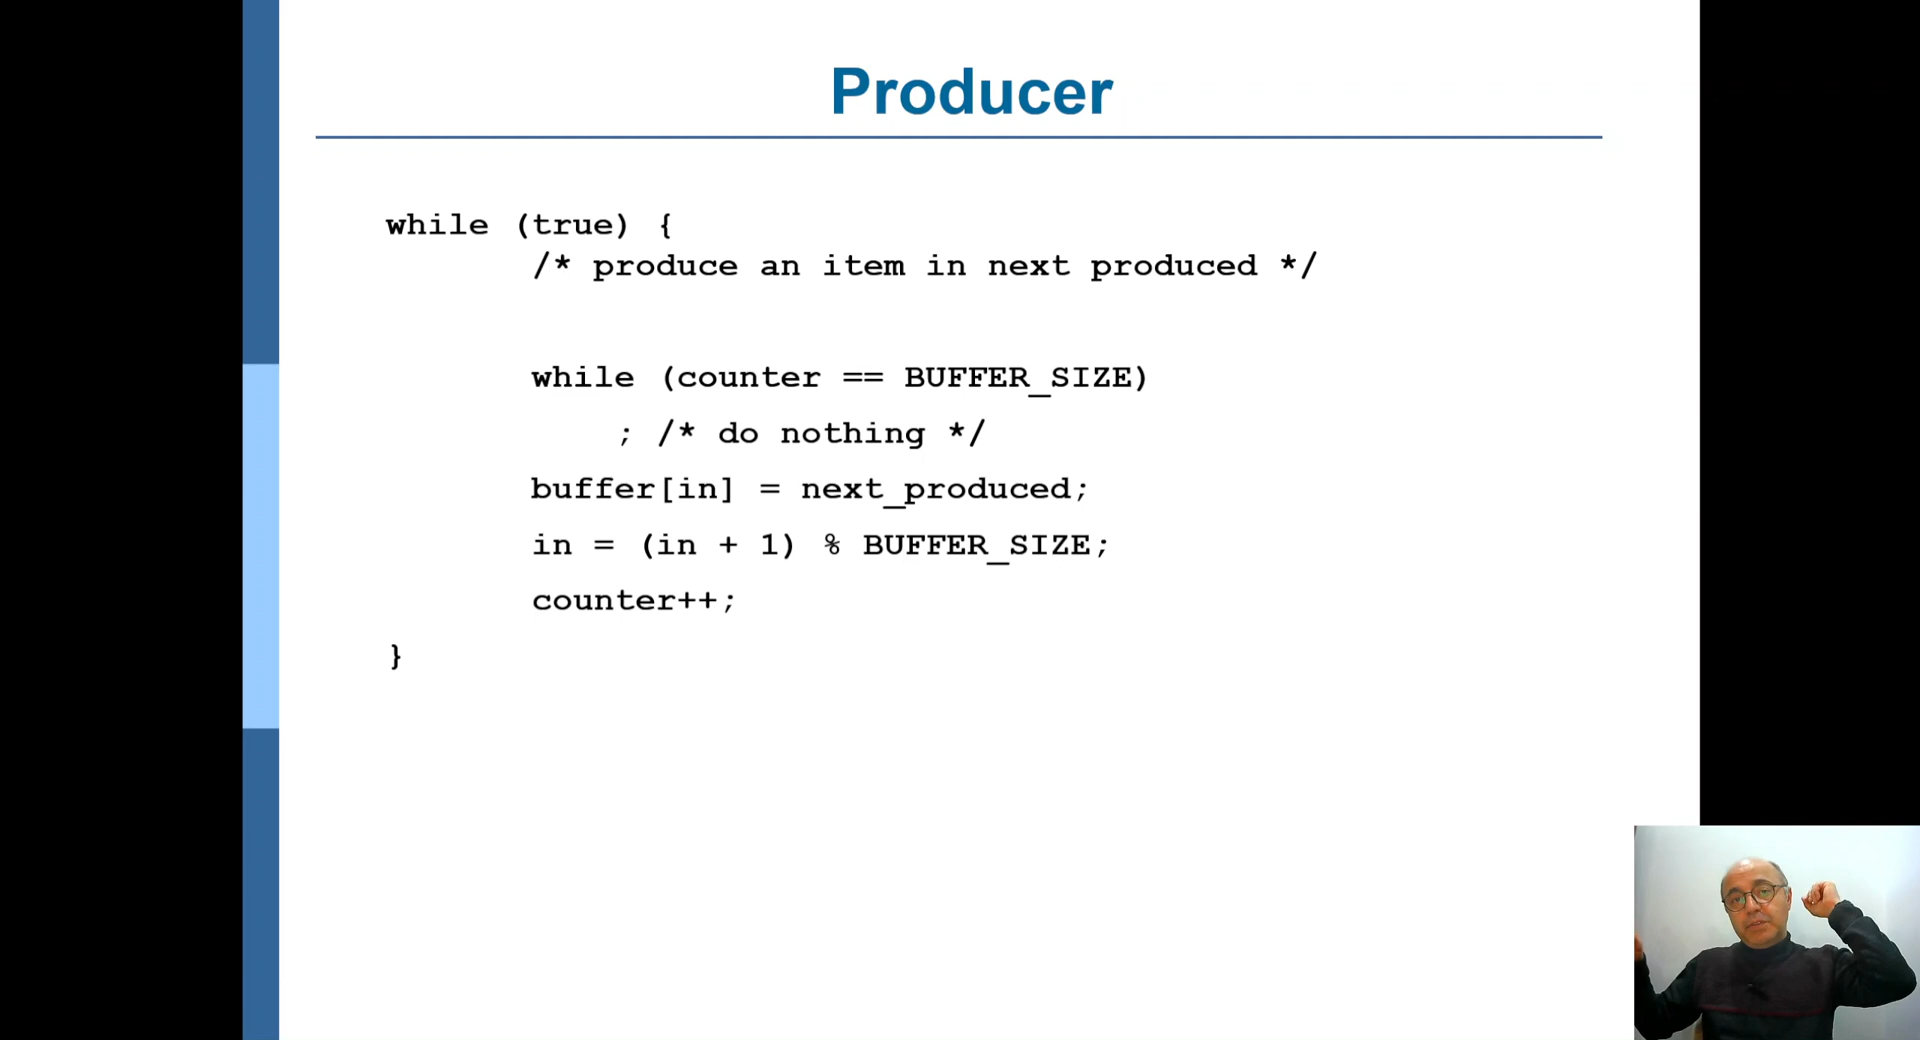 Producer
while (true) {
/* produce an item in next produced */
while (counter == BUFFER_SIZE)
; /* do nothing */
buffer[in] = next_produced;
in = (in + 1) % BUFFER_SIZE;
counter++;
}